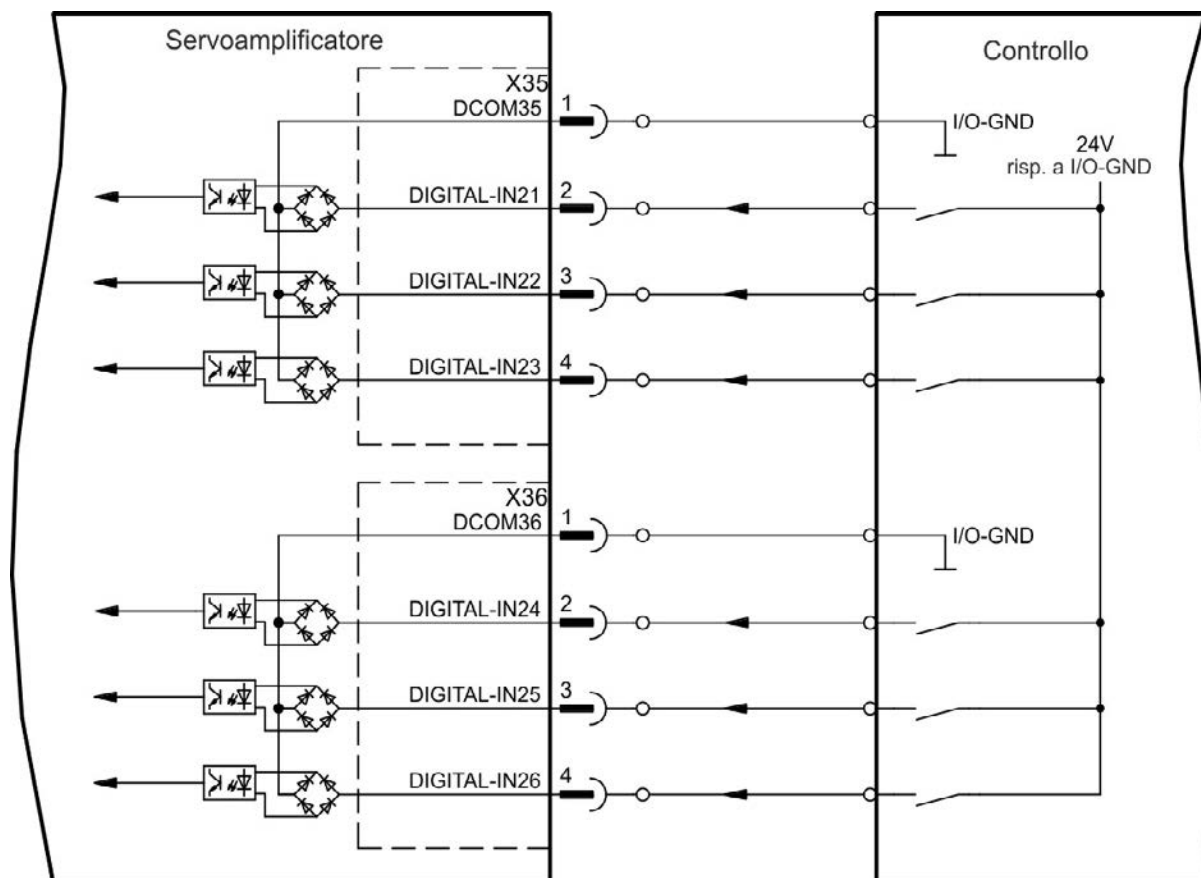 Servoamplificatore
Controllo
X35
DCOM35
1
I/O-GND
24V
risp. a I/O-GND
DIGITAL-IN21
2
DIGITAL-IN22
3
DIGITAL-IN23
4
X36
DCOM36
1
I/O-GND
DIGITAL-IN24
2
DIGITAL-IN25
3
DIGITAL-IN26
4